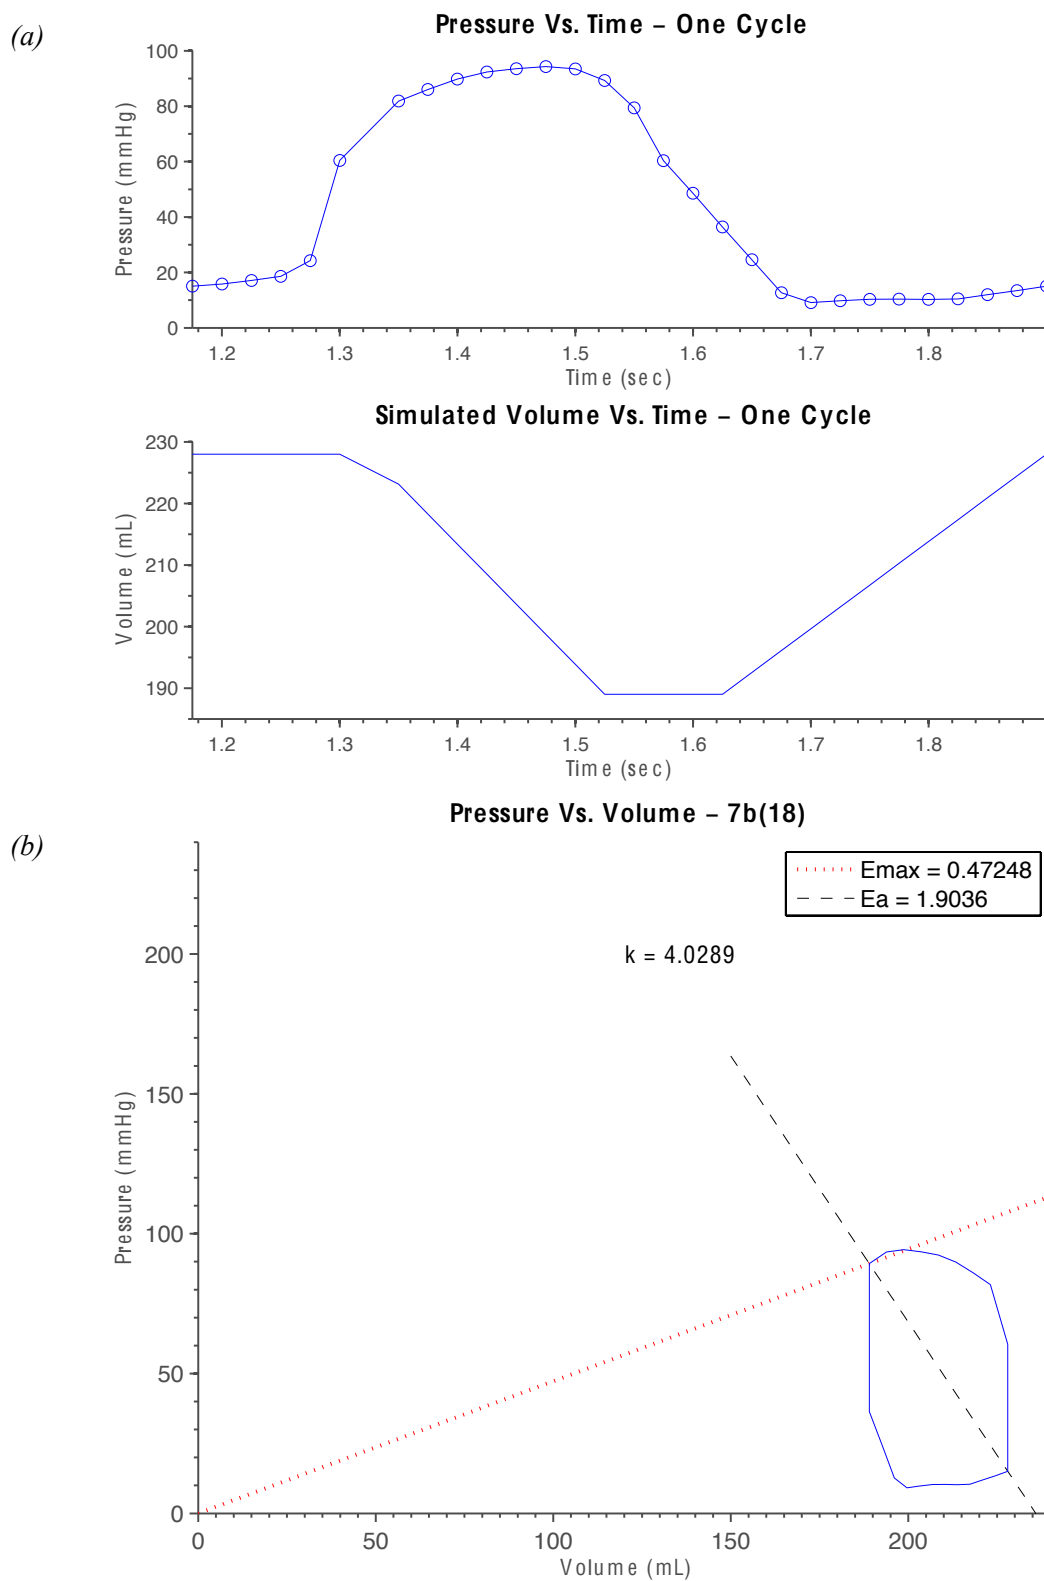 (a)
Pressure Vs. Time – One Cycle
Pressure (mmHg)
100
80
60
40
20
0
1.2 1.3 1.4 1.5 1.6 1.7 1.8
Time (sec)
Simulated Volume Vs. Time – One Cycle
Volume (mL)
230
220
210
200
190
1.2 1.3 1.4 1.5 1.6 1.7 1.8
Time (sec)
(b)
Pressure Vs. Volume – 7b(18)
Emax = 0.47248
Ea = 1.9036
k = 4.0289
Pressure (mmHg)
200
150
100
50
0
0 50 100 150 200
Volume (mL)